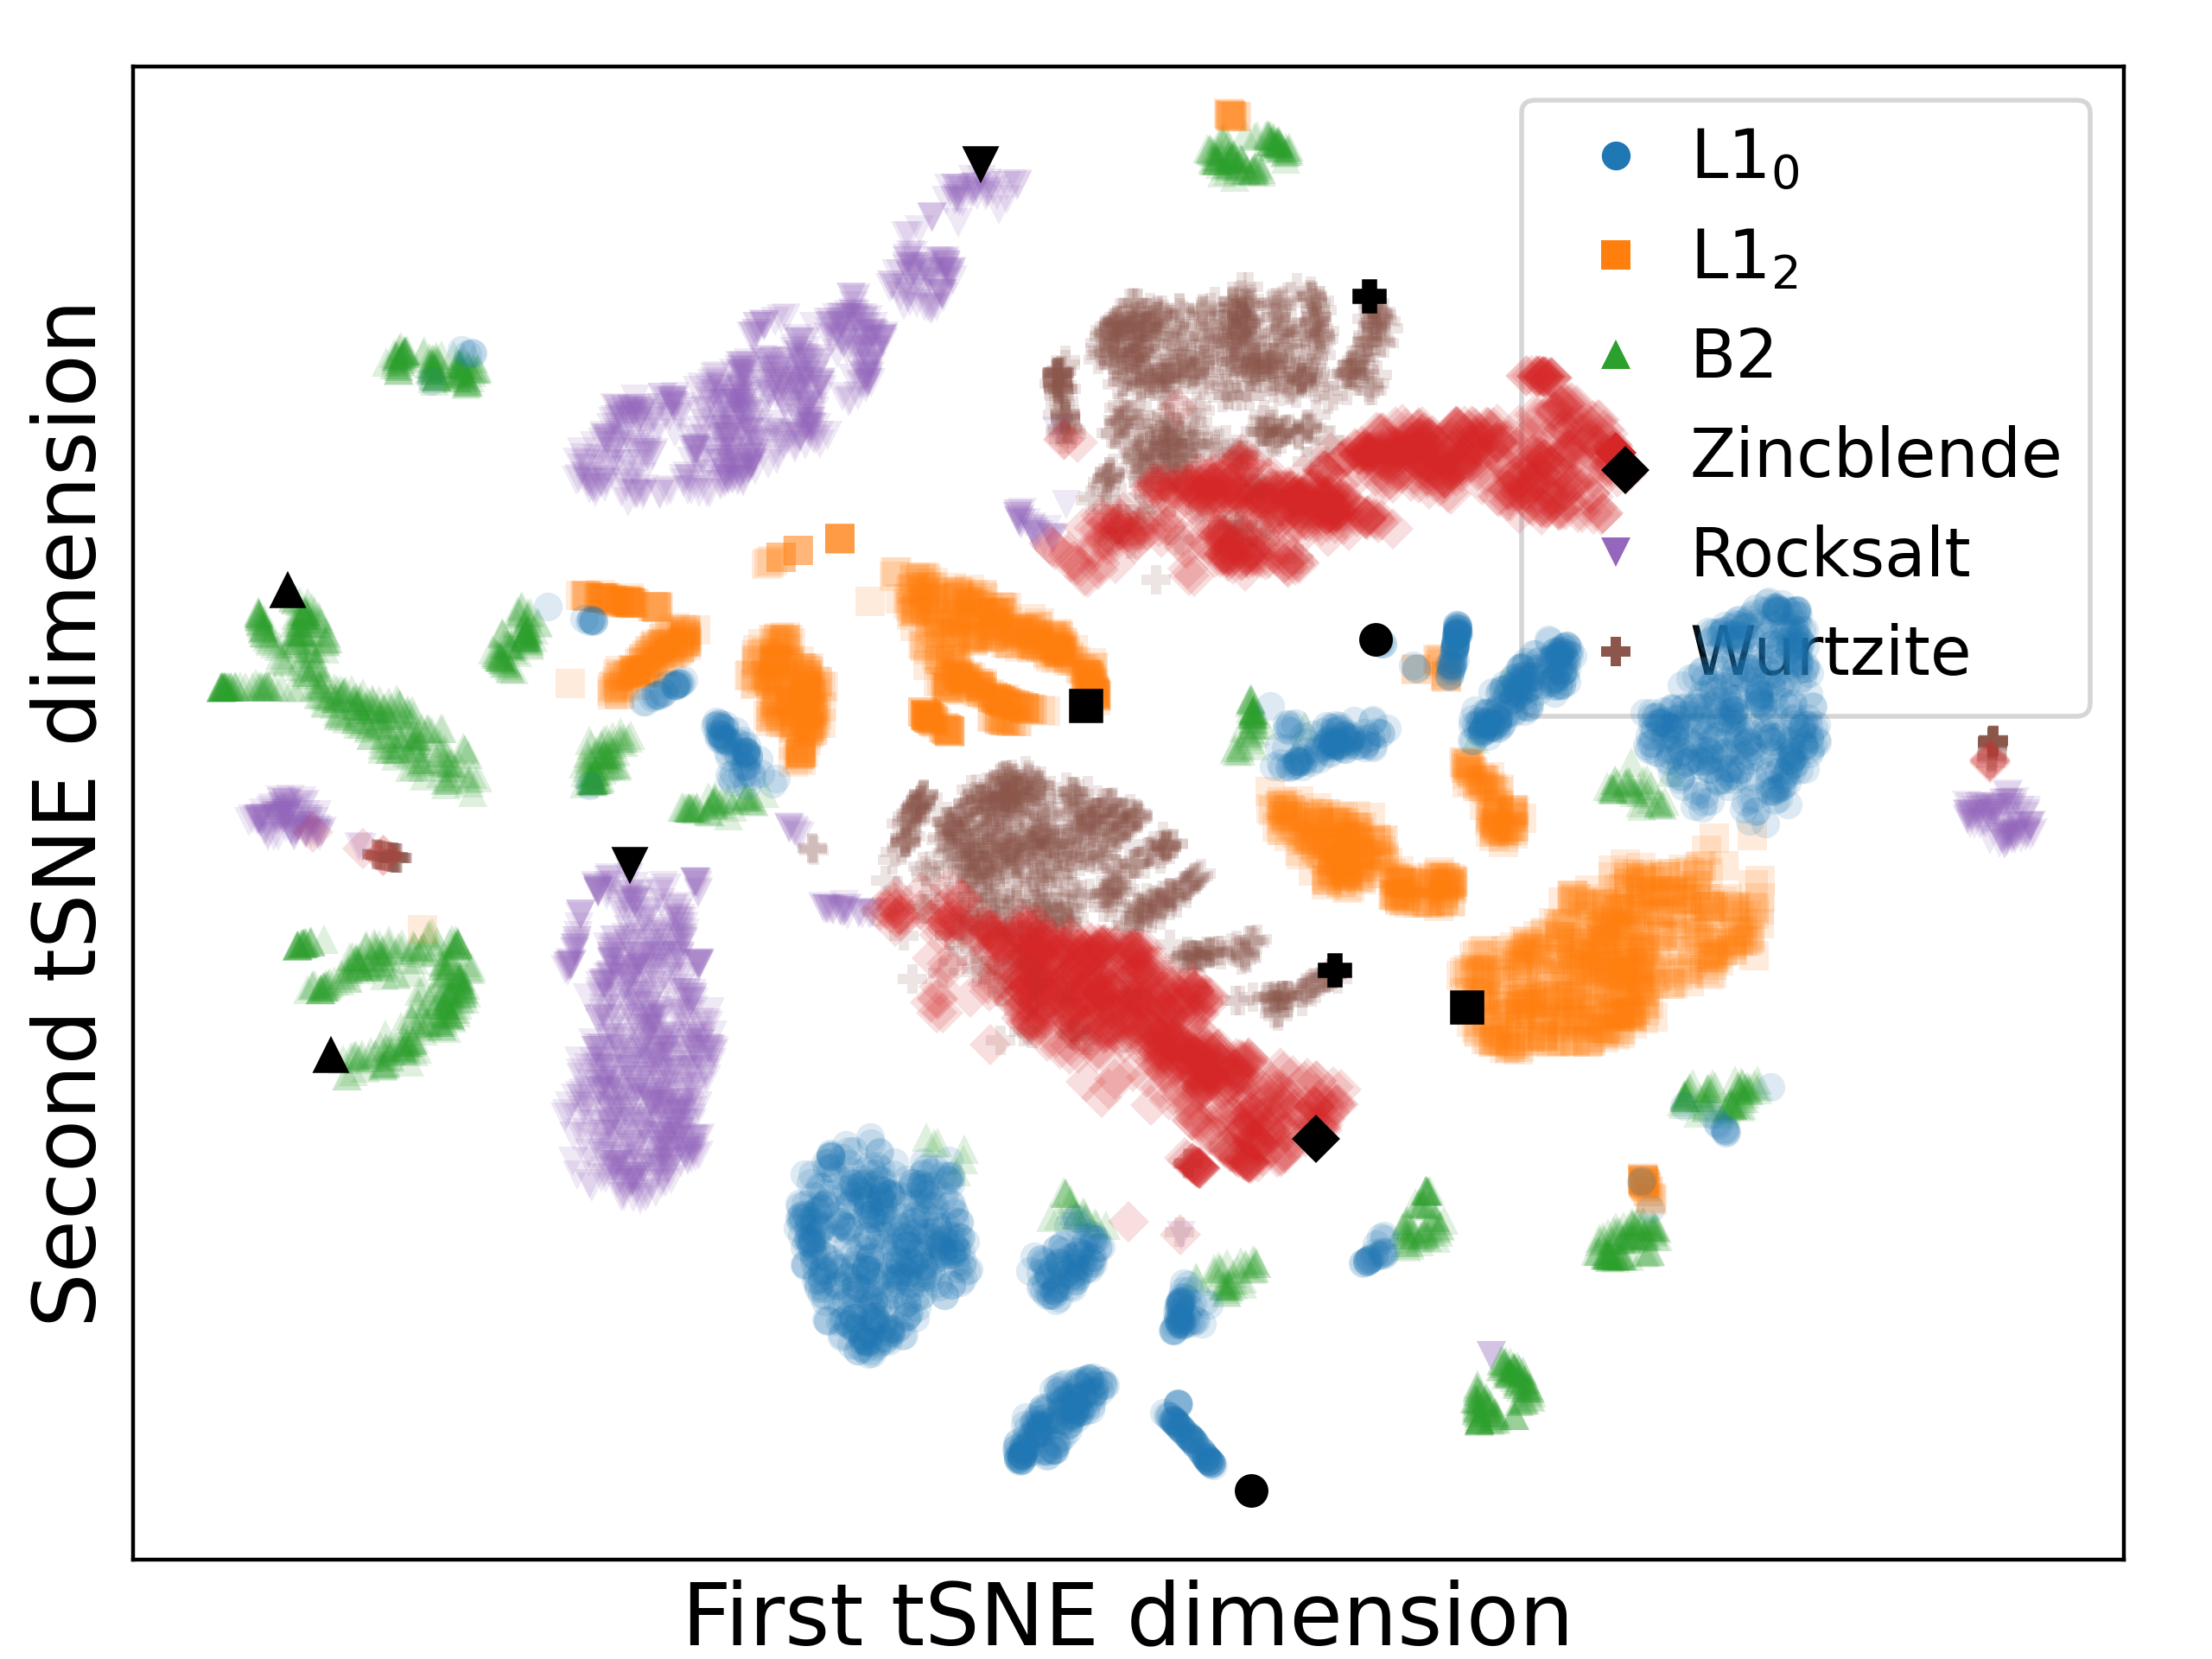 L1₀
L1₂
B2
Zincblende
Rocksalt
Wurtzite
Second tSNE dimension
First tSNE dimension